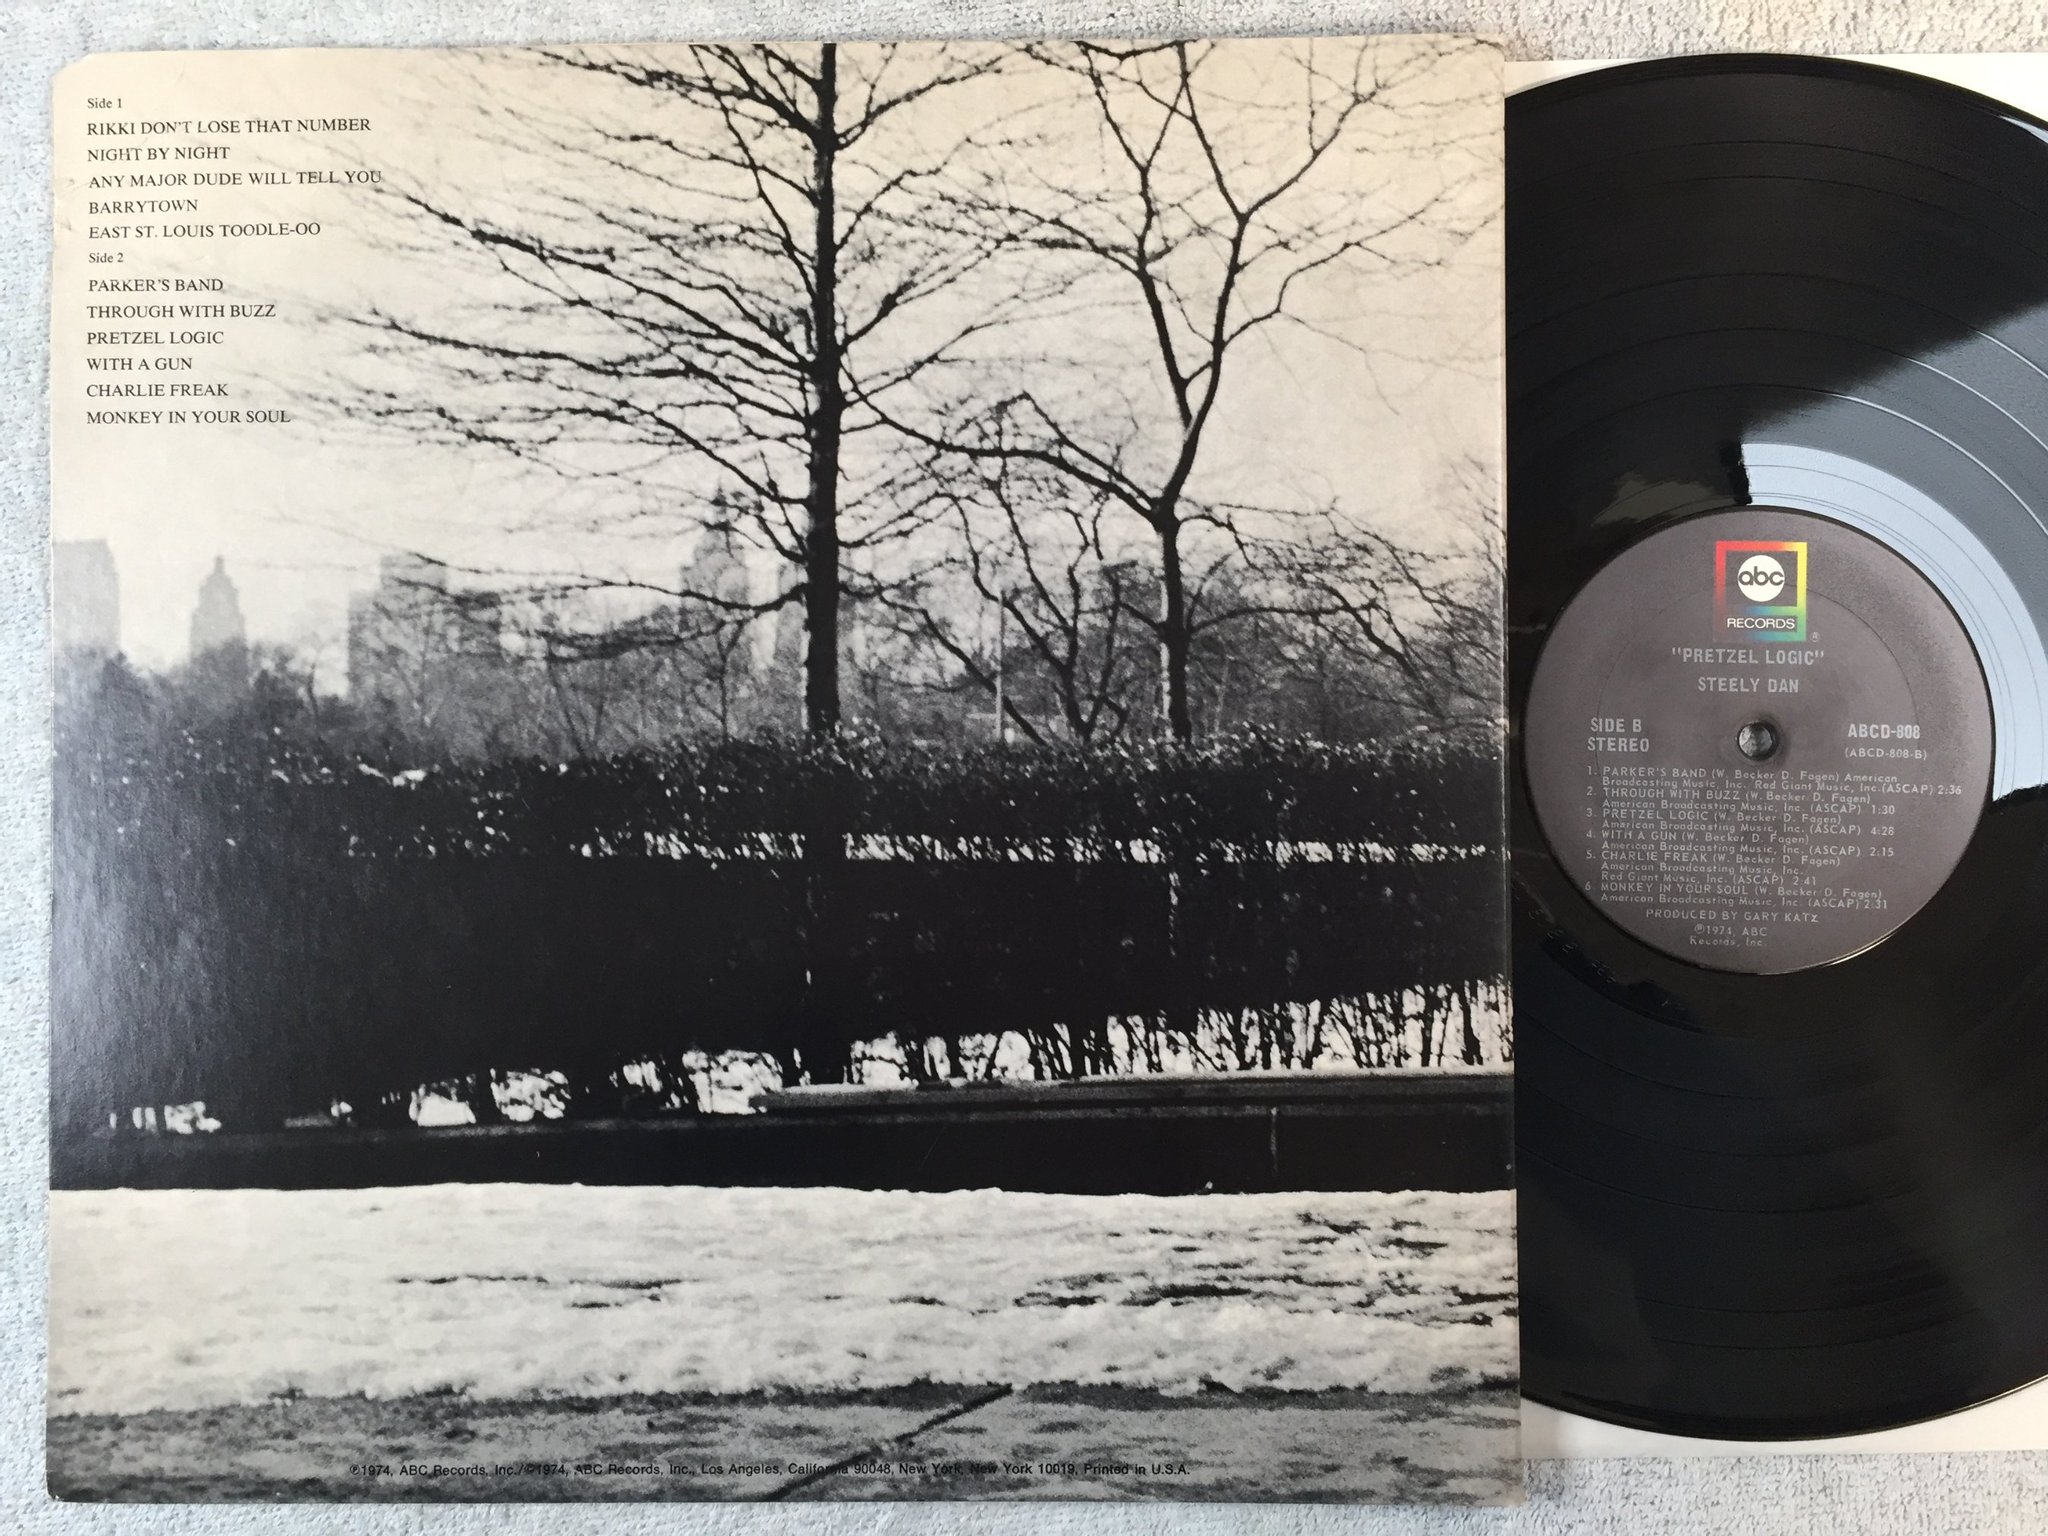 Side 1
RIKKI DON'T LOSE THAT NUMBER
NIGHT BY NIGHT
ANY MAJOR DUDE WILL TELL YOU
BARRYTOWN
EAST ST. LOUIS TOODLE-OO
Side 2
PARKER'S BAND
THROUGH WITH BUZZ
PRETZEL LOGIC
WITH A GUN
CHARLIE FREAK
MONKEY IN YOUR SOUL
℗1974, ABC Records, Inc./©1974, ABC Records, Inc., Los Angeles, California 90048, New York, New York 10019, Printed in U.S.A.
abc
RECORDS
®
"PRETZEL LOGIC"
STEELY DAN
SIDE B
STEREO
ABCD-808
(ABCD-808-B)
1. PARKER'S BAND (W. Becker D. Fagen) American
Broadcasting Music, Inc. Red Giant Music, Inc.(ASCAP) 2:36
2. THROUGH WITH BUZZ (W. Becker D. Fagen)
American Broadcasting Music, Inc. (ASCAP) 1:30
3. PRETZEL LOGIC (W. Becker D. Fagen)
American Broadcasting Music, Inc. (ASCAP) 4:28
4. WITH A GUN (W. Becker D. Fagen)
American Broadcasting Music, Inc. (ASCAP) 2:15
5. CHARLIE FREAK (W. Becker D. Fagen)
American Broadcasting Music, Inc./
Red Giant Music, Inc. (ASCAP) 2:41
6. MONKEY IN YOUR SOUL (W. Becker D. Fagen)
American Broadcasting Music, Inc. (ASCAP) 2:31
PRODUCED BY GARY KATZ
℗1974, ABC
Records, Inc.